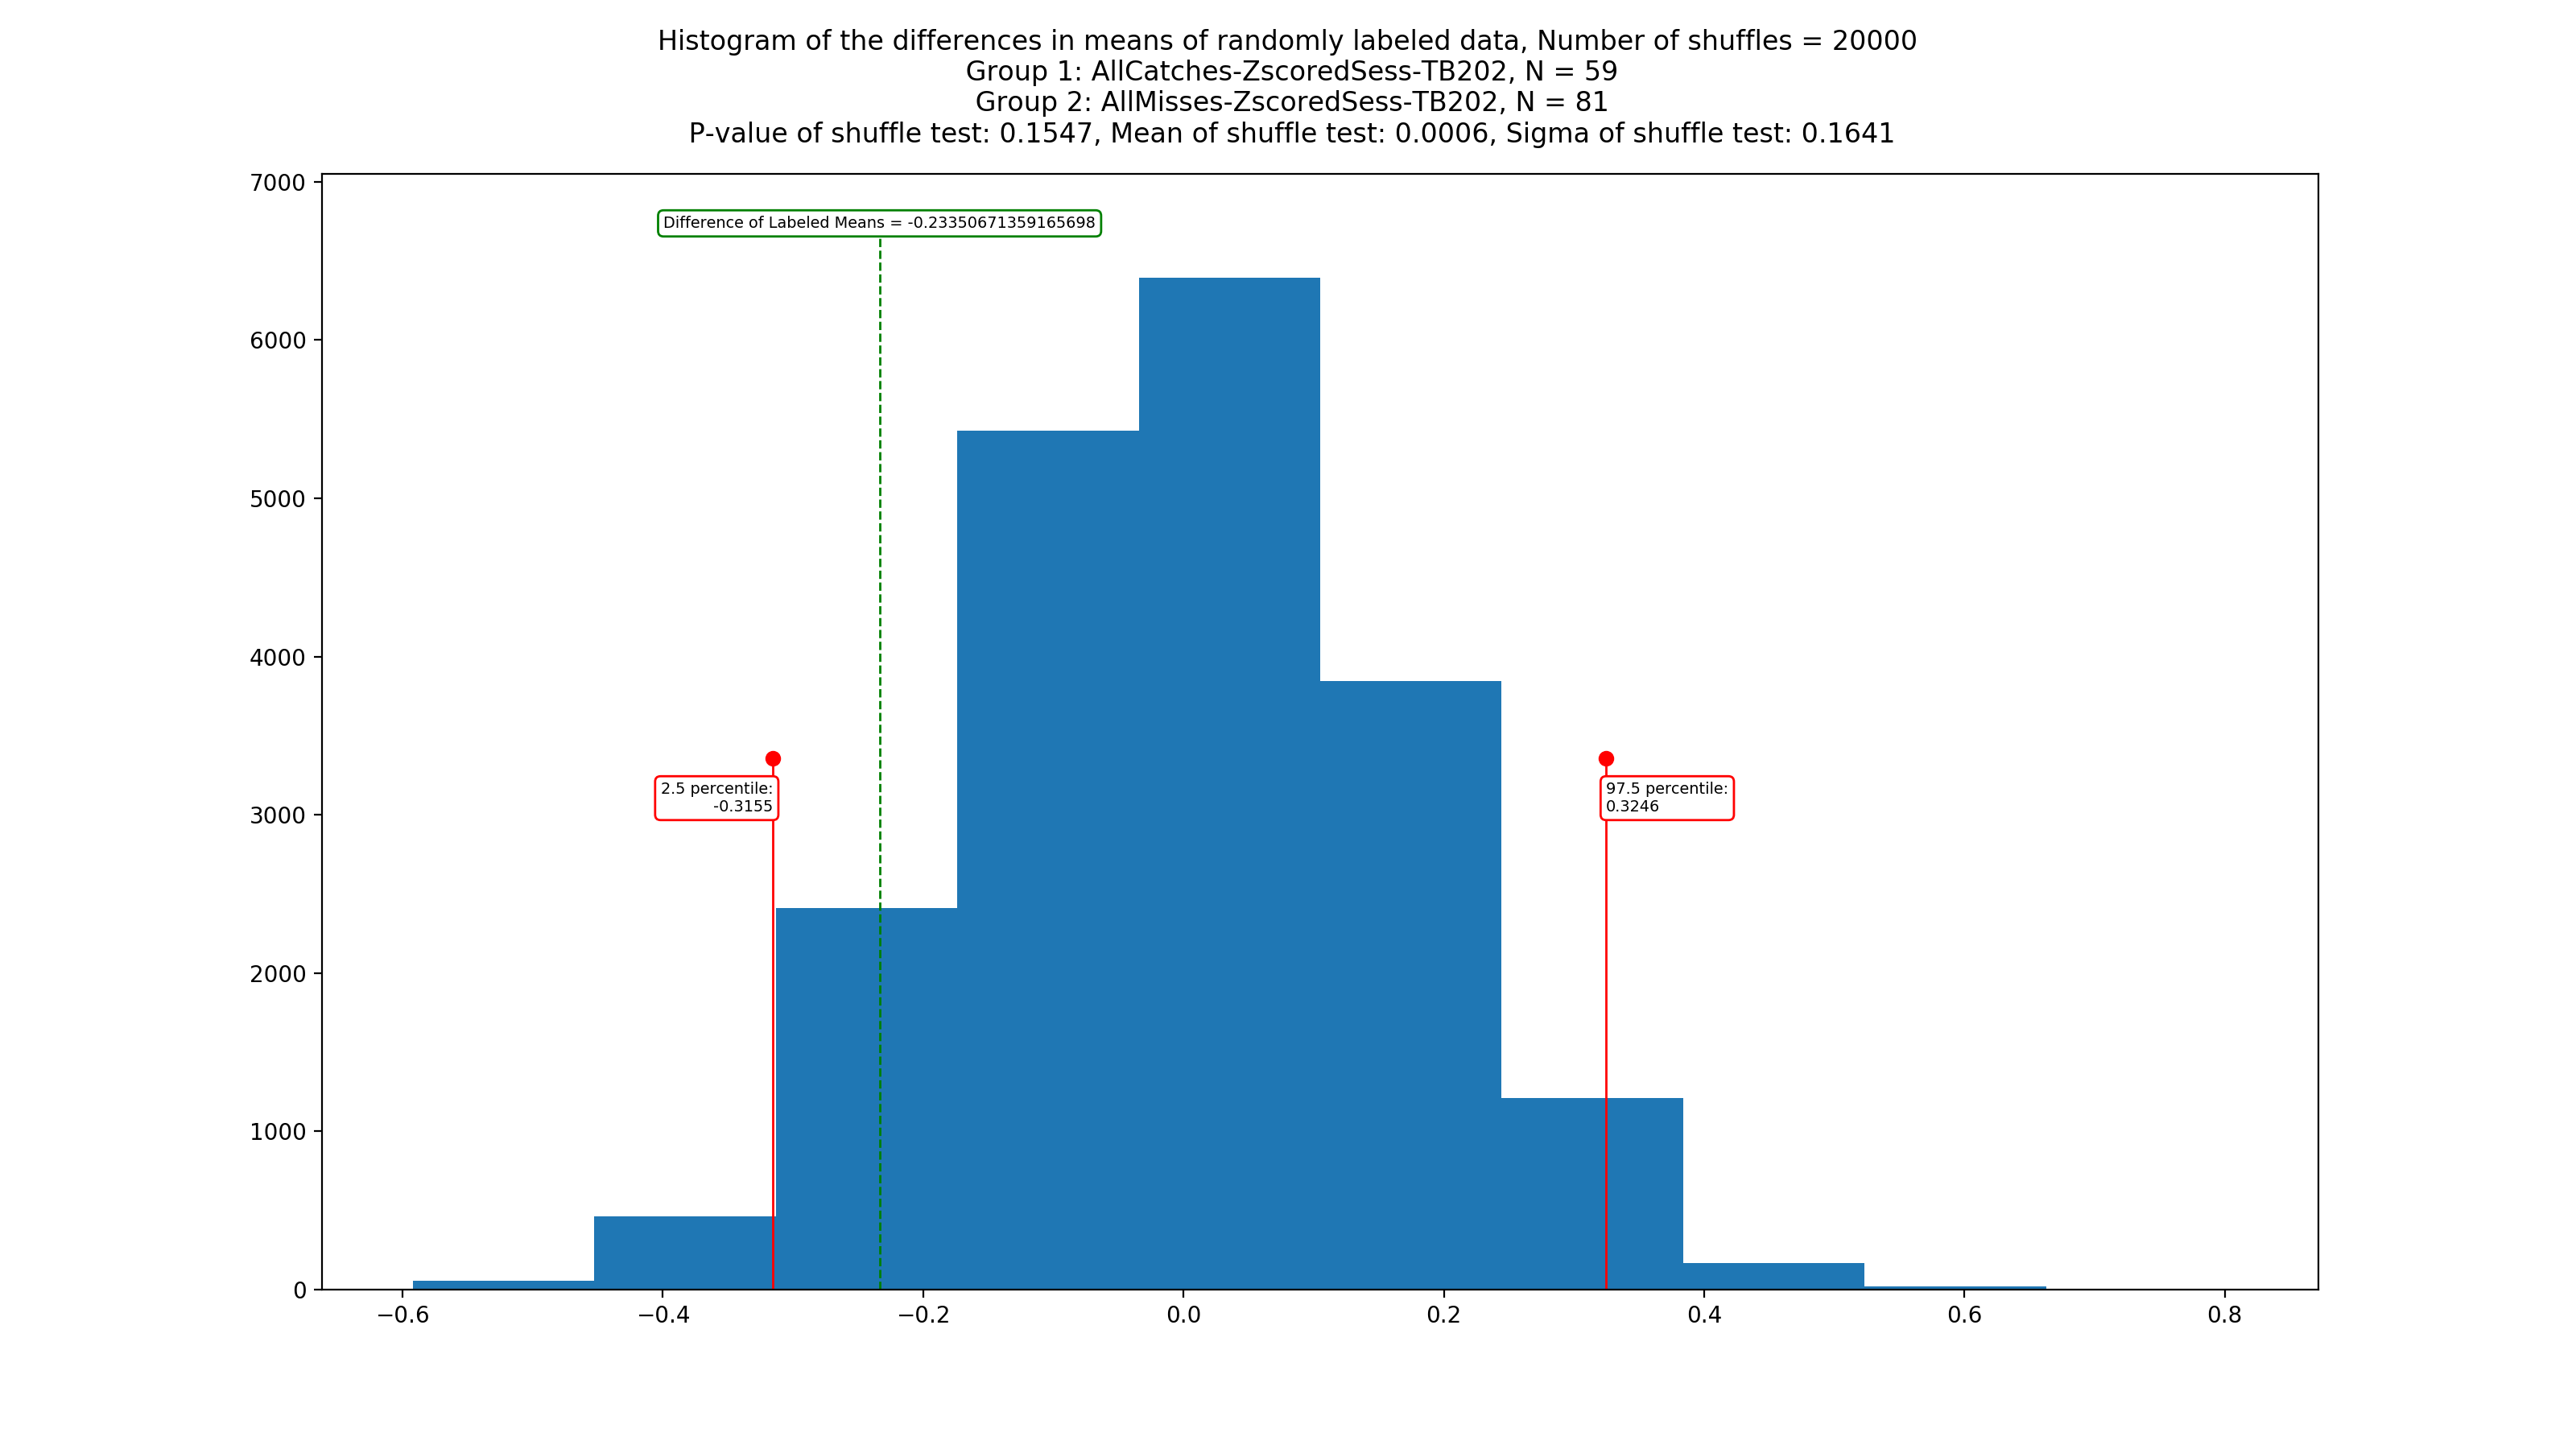 Histogram of the differences in means of randomly labeled data, Number of shuffles = 20000
Group 1: AllCatches-ZscoredSess-TB202, N = 59
Group 2: AllMisses-ZscoredSess-TB202, N = 81
P-value of shuffle test: 0.1547, Mean of shuffle test: 0.0006, Sigma of shuffle test: 0.1641
7000
Difference of Labeled Means = -0.23350671359165698
6000
5000
4000
2.5 percentile:
-0.3155
97.5 percentile:
0.3246
3000
2000
1000
0
−0.6
−0.4
−0.2
0.0
0.2
0.4
0.6
0.8